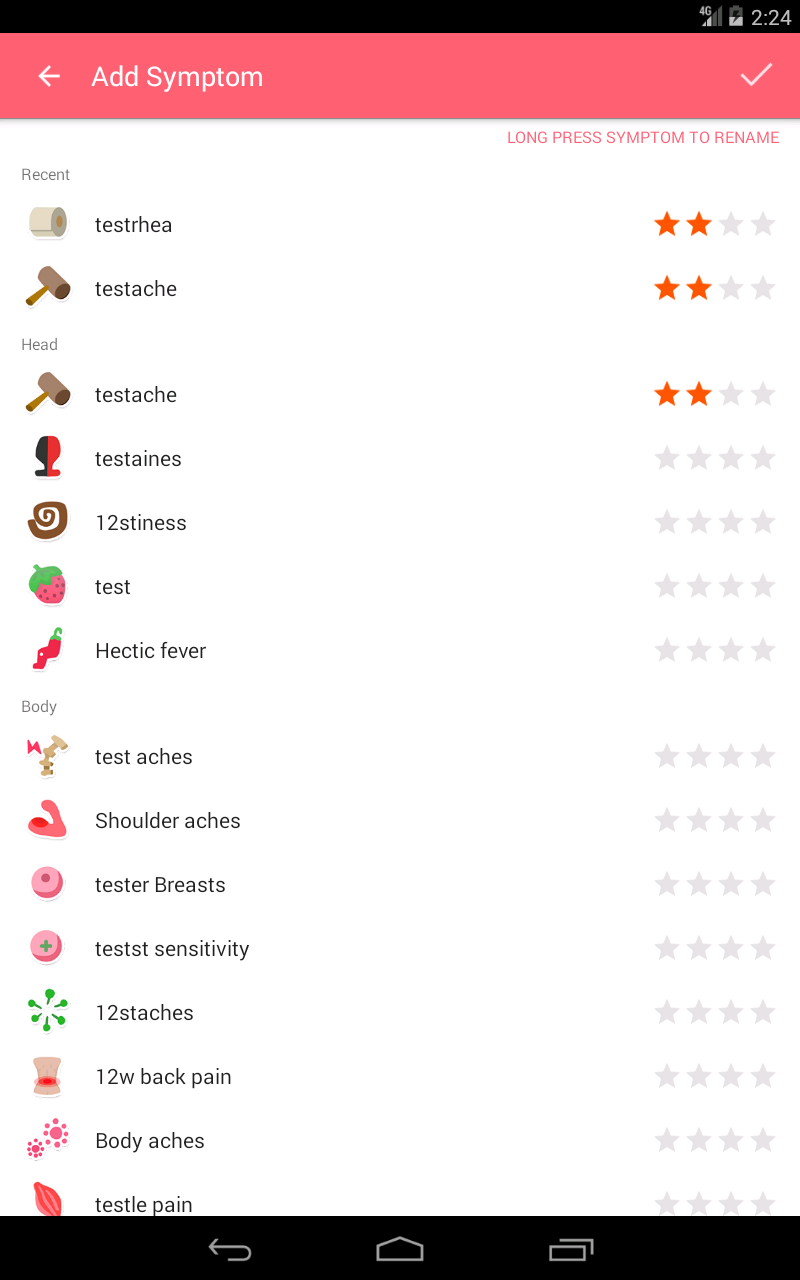 4G 2:24
Add Symptom
LONG PRESS SYMPTOM TO RENAME
Recent
testrhea
testache
Head
testache
testaines
12stiness
test
Hectic fever
Body
test aches
Shoulder aches
tester Breasts
testst sensitivity
12staches
12w back pain
Body aches
testle pain